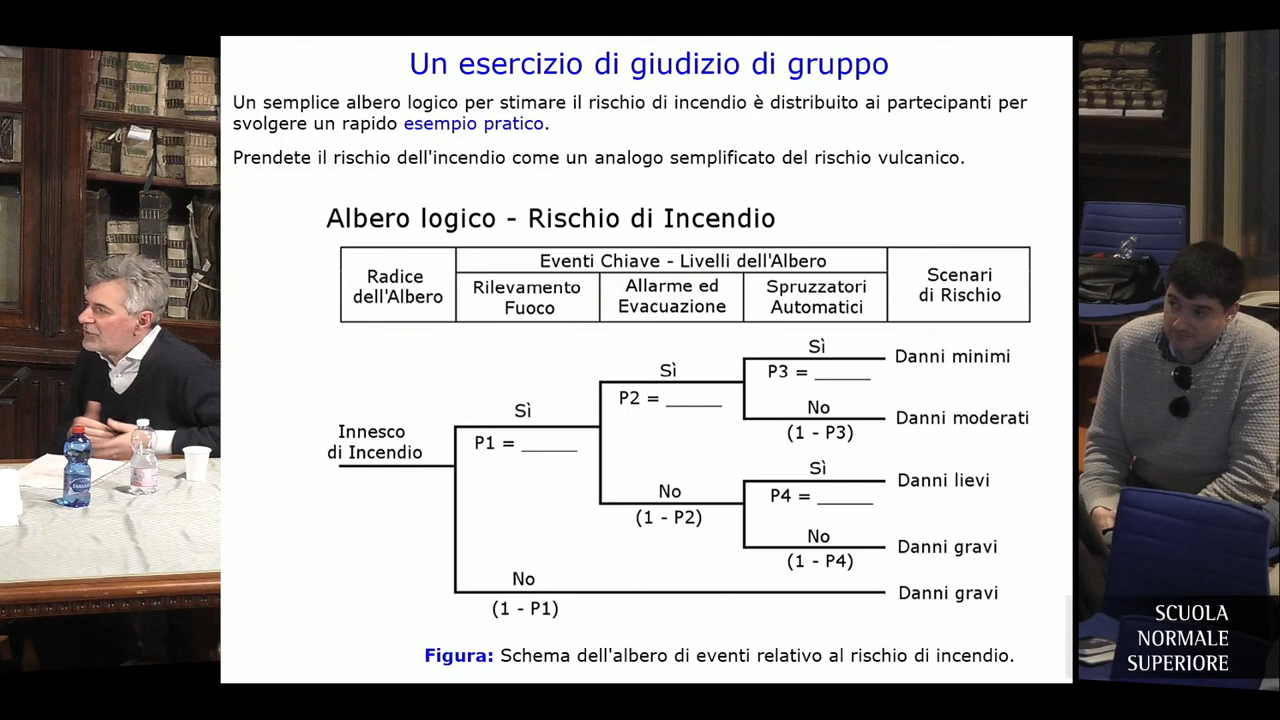 Un esercizio di giudizio di gruppo
Un semplice albero logico per stimare il rischio di incendio è distribuito ai partecipanti per
svolgere un rapido esempio pratico.
Prendete il rischio dell'incendio come un analogo semplificato del rischio vulcanico.
Albero logico - Rischio di Incendio
Radice
dell'Albero
Eventi Chiave - Livelli dell'Albero
Rilevamento
Fuoco
Allarme ed
Evacuazione
Spruzzatori
Automatici
Scenari
di Rischio
Innesco
di Incendio
Sì
P1 = ______
No
(1 - P1)
Sì
P2 = ______
No
(1 - P2)
Sì
P3 = ______
No
(1 - P3)
Sì
P4 = ______
No
(1 - P4)
Danni minimi
Danni moderati
Danni lievi
Danni gravi
Danni gravi
Figura: Schema dell'albero di eventi relativo al rischio di incendio.
SCUOLA
NORMALE
SUPERIORE